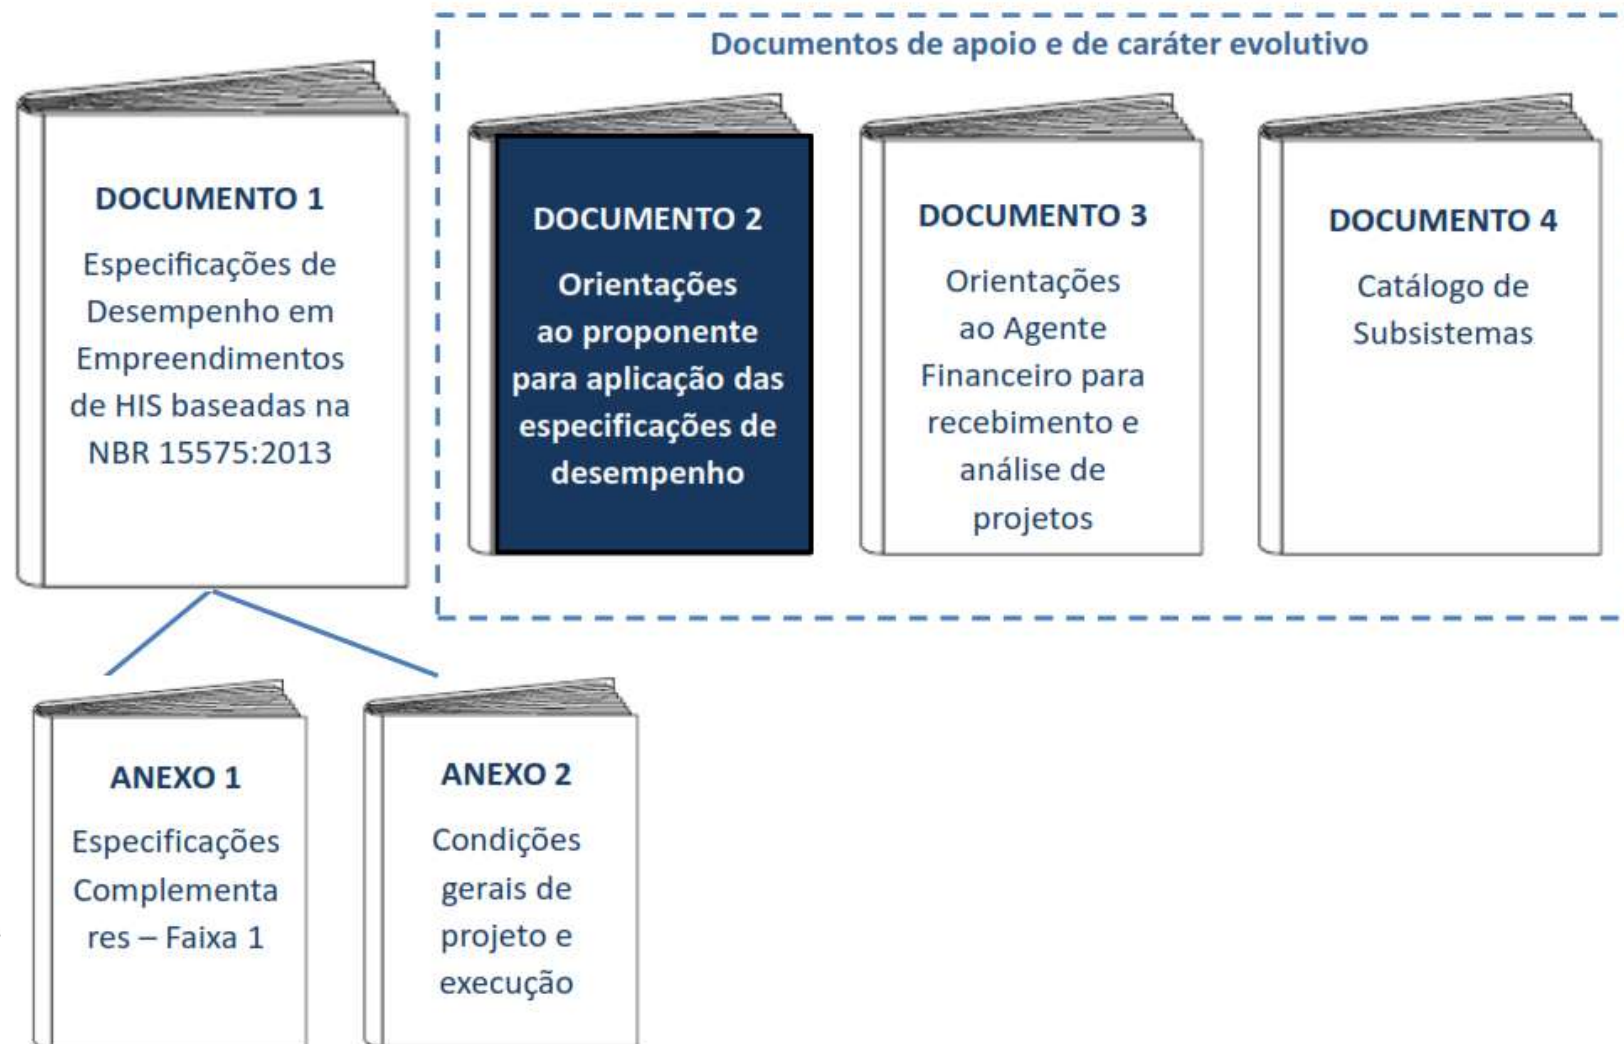 Documentos de apoio e de caráter evolutivo
DOCUMENTO 1
Especificações de
Desempenho em
Empreendimentos
de HIS baseadas na
NBR 15575:2013
DOCUMENTO 2
Orientações
ao proponente
para aplicação das
especificações de
desempenho
DOCUMENTO 3
Orientações
ao Agente
Financeiro para
recebimento e
análise de
projetos
DOCUMENTO 4
Catálogo de
Subsistemas
ANEXO 1
Especificações
Complementa
res – Faixa 1
ANEXO 2
Condições
gerais de
projeto e
execução